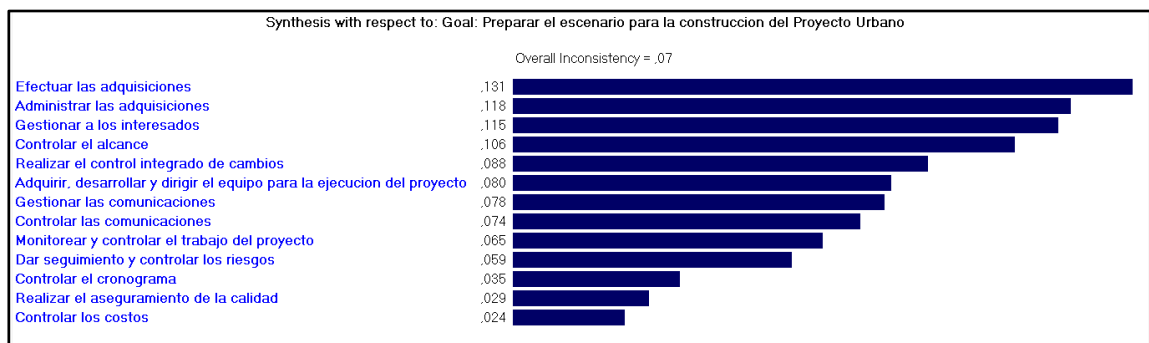 Synthesis with respect to: Goal: Preparar el escenario para la construccion del Proyecto Urbano
Overall Inconsistency = ,07
Efectuar las adquisiciones ,131
Administrar las adquisiciones ,118
Gestionar a los interesados ,115
Controlar el alcance ,106
Realizar el control integrado de cambios ,088
Adquirir, desarrollar y dirigir el equipo para la ejecucion del proyecto ,080
Gestionar las comunicaciones ,078
Controlar las comunicaciones ,074
Monitorear y controlar el trabajo del proyecto ,065
Dar seguimiento y controlar los riesgos ,059
Controlar el cronograma ,035
Realizar el aseguramiento de la calidad ,029
Controlar los costos ,024